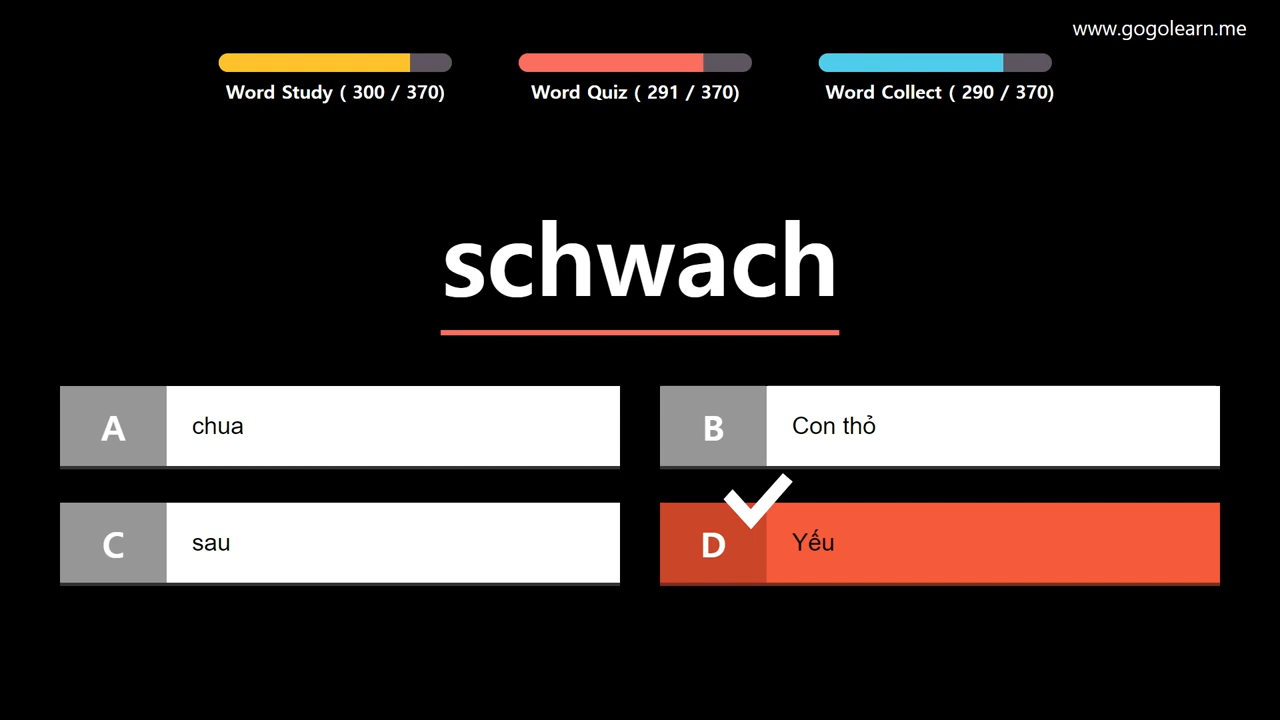 www.gogolearn.me
Word Study ( 300 / 370)
Word Quiz ( 291 / 370)
Word Collect ( 290 / 370)
schwach
A
chua
B
Con thỏ
C
sau
D
Yếu